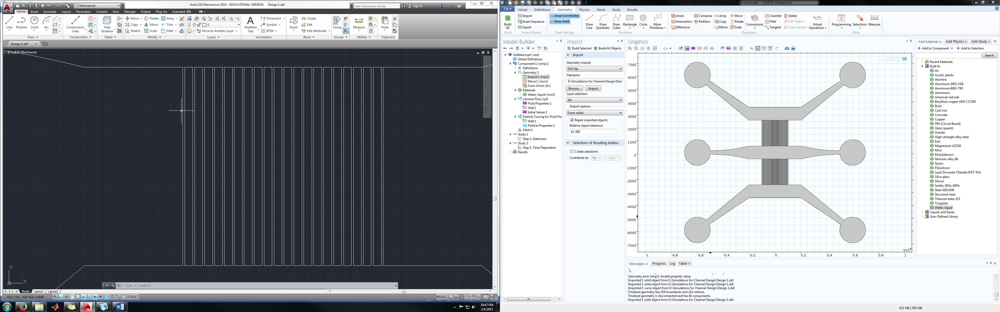 AutoCAD Mechanical 2014 - EDUCATIONAL VERSION Design 1.dxf
Mechanical
Type a keyword or phrase
Sign In
Home Insert Annotate Layout Parametric Content View Manage Output Plug-ins Autodesk 360
Line Polyline Circle Arc
Construction Lines
Hide Situation
Move Rotate Array
Copy Mirror Trim
Stretch Scale Fillet
0
Move to Another Layer
Multiline Text
Dimension
Symbol
BOM
Insert
Create
Edit
Edit Attributes
Group
Measure
Paste
Draw Construction Detail Modify Layers Annotation Block Groups Utilities Clipboard
Design 1.dxf*
[−][Top][2D Wireframe]
Y
X
Type a command
Model Layout1 Layout2
-1023.1332, -938.1624, 0.0000
STRUCT
MODEL
10:47 PM
2/4/2015
Untitled.mph - COMSOL Multiphysics
File Home Definitions Geometry Physics Mesh Study Results
Build All
Import
Insert Sequence
Export
Snap Coordinates
Draw Solid
Draw Line
Draw Quadratic
Draw Cubic
Rectangle
Circle
More Primitives
Union
Intersection
Difference
Compose
Partition
Array Move
Copy Rotate
Mirror Scale
Conversions
Chamfer
Fillet
Tangent
Delete
Edit Object
Cross Section
Virtual Operations
Programming
Selections
Measure
Build Import/Export Draw Settings Primitives Operations Other
Model Builder
Untitled.mph (root)
Global Definitions
Component 1 (comp1)
Definitions
Geometry 1
Import 1 (imp1)
Move 1 (mov1)
Form Union (fin)
Materials
Water, liquid (mat1)
Laminar Flow (spf)
Fluid Properties 1
Wall 1
Initial Values 1
Particle Tracing for Fluid Flo
Wall 1
Particle Properties 1
Mesh 1
Study 1
Step 1: Stationary
Study 2
Step 1: Time Dependent
Results
Import
Build Selected Build All Objects
Import
Geometry import:
DXF file
Filename:
E:\Simulations for Channel Design\Desi
Browse... Import
Layer selection:
All
Import options
Form solids
Repair imported objects
Relative repair tolerance:
1E-300
Selections of Resulting Entities
Create selections
Contribute to: No New
Graphics
COMSOL
MULTIPHYSICS
7000
6000
5000
4000
3000
2000
1000
0
-1000
-2000
-3000
-4000
-5000
-6000
-7000
-1 -0.8 -0.6 -0.4 -0.2 0 0.2 0.4 0.6 0.8 1
×10⁴
Messages Progress Log Table
Geometry error (imp1): Invalid property value.
Imported 1 solid object from E:\Simulations for Channel Design\Design 1.dxf.
Imported 1 solid object from E:\Simulations for Channel Design\Design 1.dxf.
Imported 1 curve object from E:\Simulations for Channel Design\Design 1.dxf.
Finalized geometry has 219 boundaries and 214 vertices.
Finalized geometry is disconnected and has 40 components.
Imported 1 solid object from E:\Simulations for Channel Design\Design 1.dxf.
Add Material Add Physics Add Study
Add to Component Add to Selection
Search
Recent Materials
Built-In
Air
Acrylic plastic
Alumina
Aluminum 3003-H18
Aluminum 6063-T83
Aluminum
American red oak
Beryllium copper UNS C17200
Brick
Cast iron
Concrete
Copper
FR4 (Circuit Board)
Glass (quartz)
Granite
High-strength alloy steel
Iron
Magnesium AZ31B
Mica
Molybdenum
Nimonic alloy 90
Nylon
Polysilicon
Lead Zirconate Titanate (PZT-5H)
Silica glass
Silicon
Solder, 60Sn-40Pb
Steel AISI 4340
Structural steel
Titanium beta-21S
Tungsten
Water, liquid
Liquids and Gases
User-Defined Library
671 MB | 765 MB